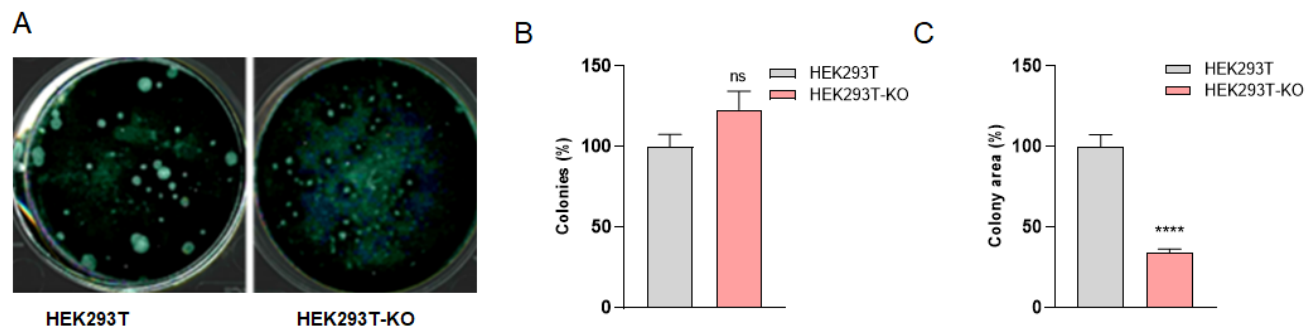 A
HEK293T
HEK293T-KO
B
Colonies (%)
150
100
50
0
ns
HEK293T
HEK293T-KO
C
Colony area (%)
150
100
50
0
****
HEK293T
HEK293T-KO